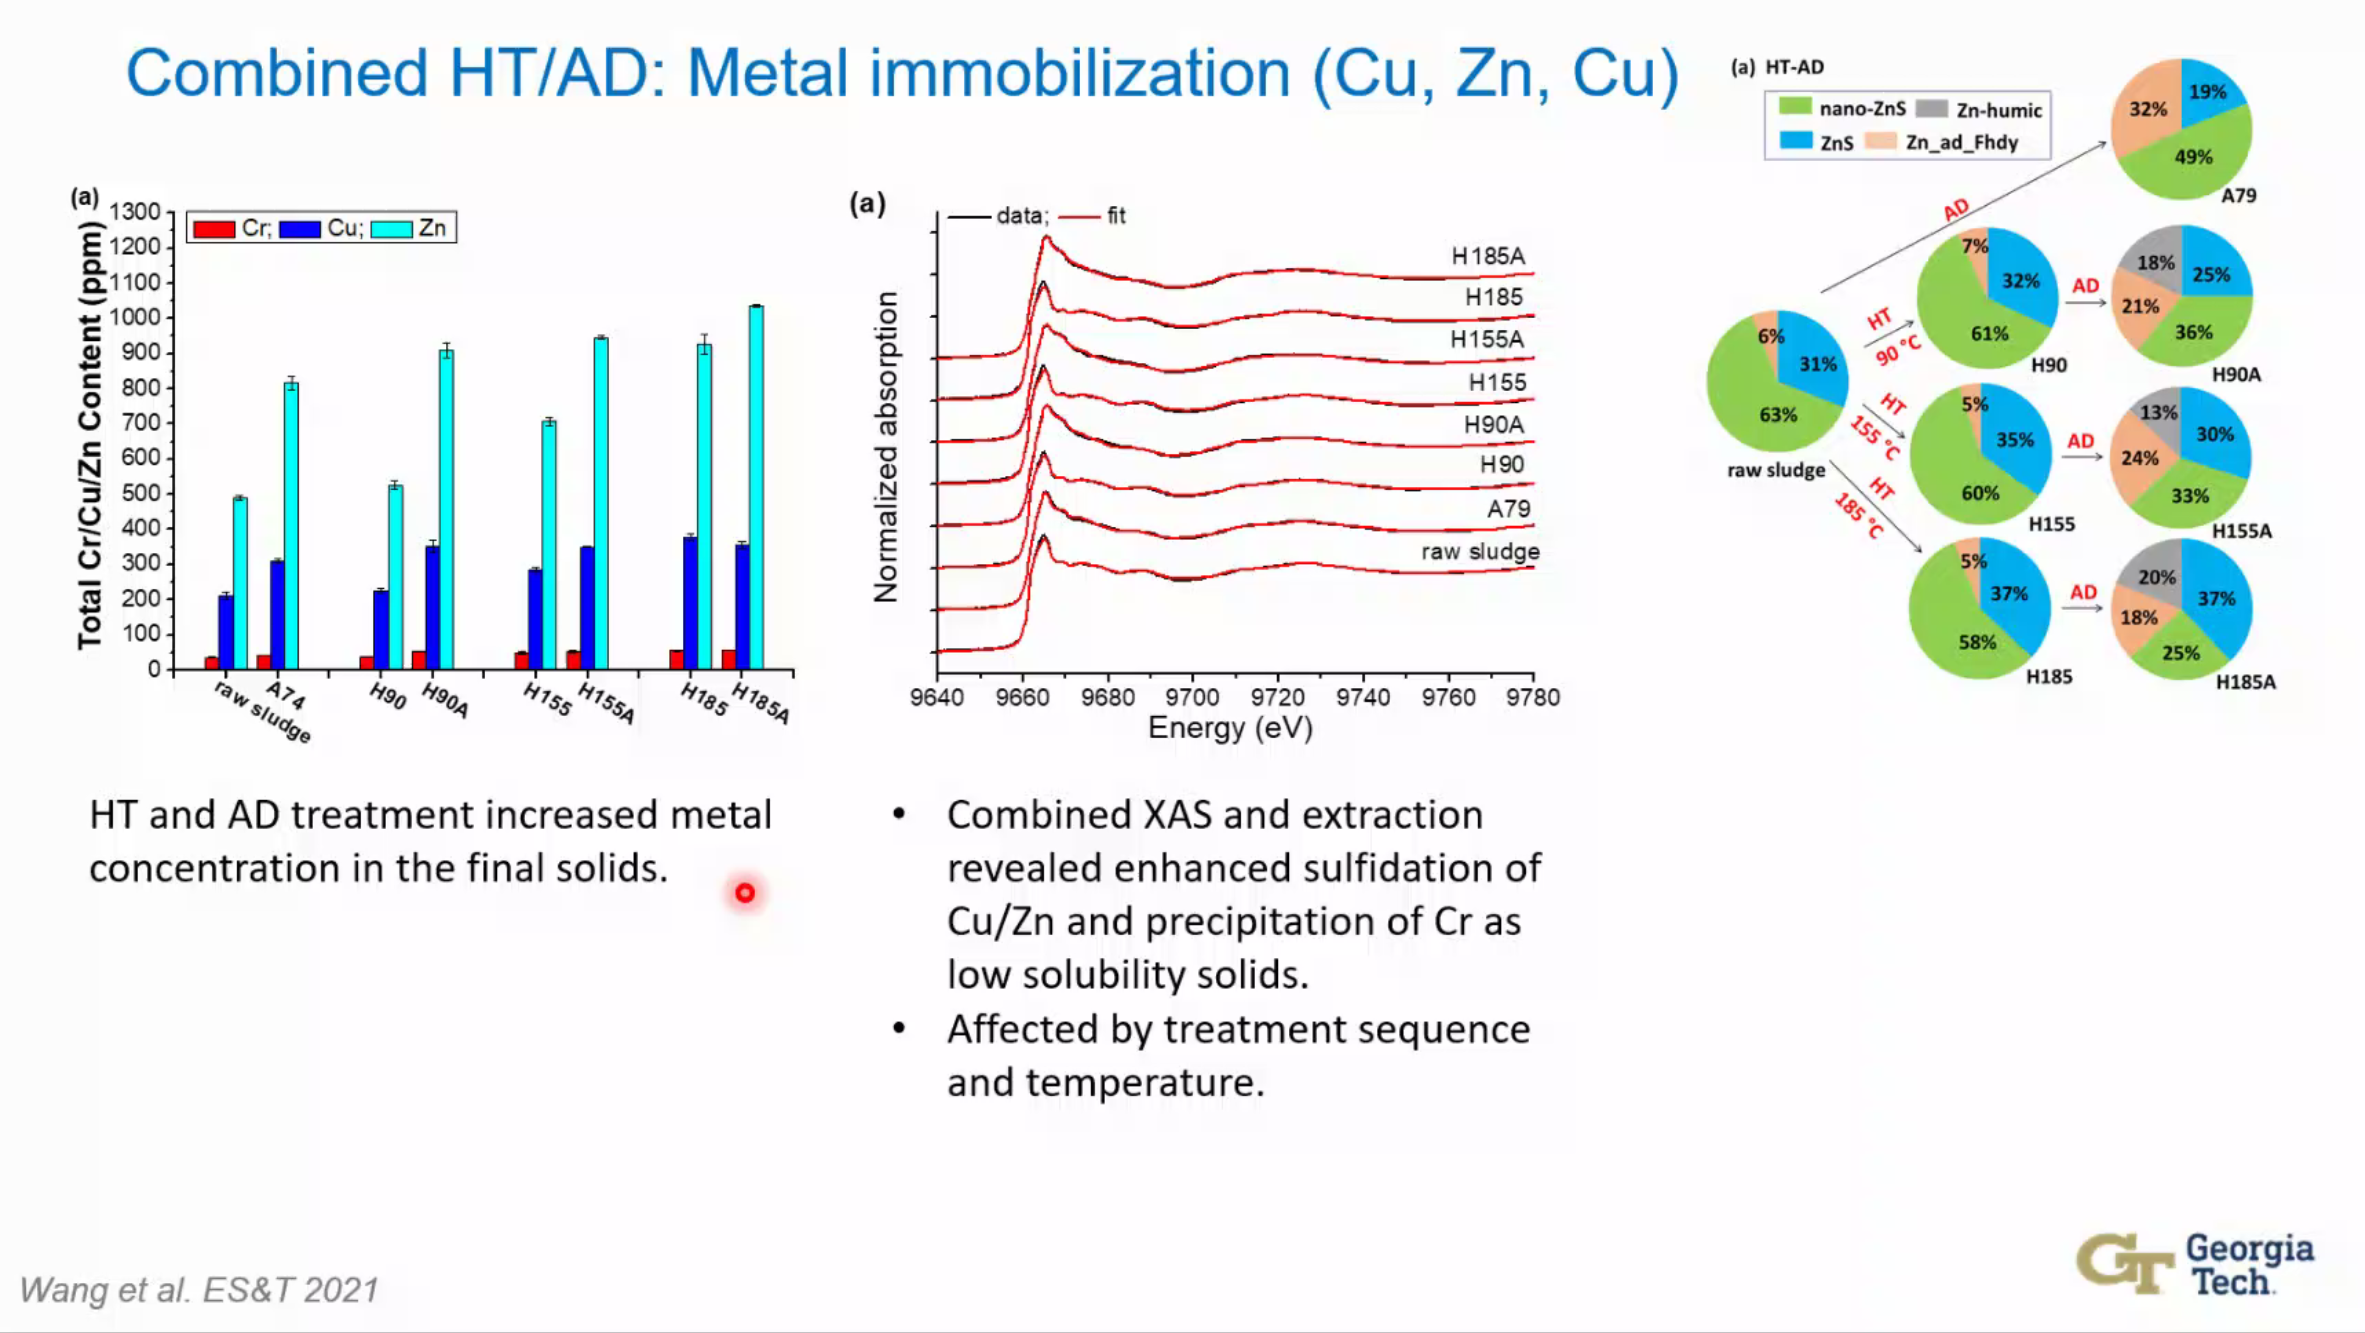 Combined HT/AD: Metal immobilization (Cu, Zn, Cu)
(a)
Total Cr/Cu/Zn Content (ppm)
1300
1200
1100
1000
900
800
700
600
500
400
300
200
100
0
Cr; Cu; Zn
raw sludge
A74
H90
H90A
H155
H155A
H185
H185A
HT and AD treatment increased metal
concentration in the final solids.
(a)
data; fit
Normalized absorption
H185A
H185
H155A
H155
H90A
H90
A79
raw sludge
9640 9660 9680 9700 9720 9740 9760 9780
Energy (eV)
• Combined XAS and extraction
revealed enhanced sulfidation of
Cu/Zn and precipitation of Cr as
low solubility solids.
• Affected by treatment sequence
and temperature.
(a) HT-AD
nano-ZnS Zn-humic
ZnS Zn_ad_Fhdy
6%
31%
63%
raw sludge
AD
32%
19%
49%
A79
HT
90 °C
7%
32%
61%
H90
AD
18%
25%
21%
36%
H90A
HT
155 °C
5%
35%
60%
H155
AD
13%
30%
24%
33%
H155A
HT
185 °C
5%
37%
58%
H185
AD
20%
37%
18%
25%
H185A
Wang et al. ES&T 2021
GT Georgia
Tech.